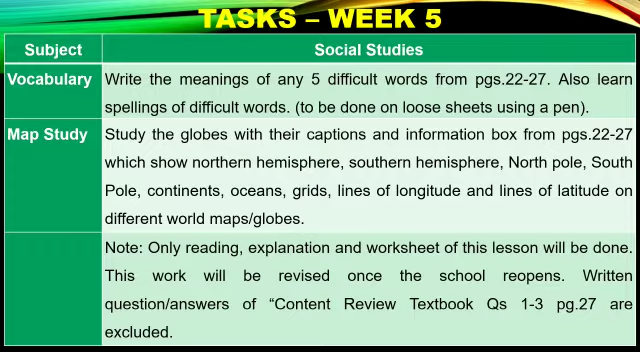 TASKS – WEEK 5
Subject Social Studies
Vocabulary Write the meanings of any 5 difficult words from pgs.22-27. Also learn
spellings of difficult words. (to be done on loose sheets using a pen).
Map Study Study the globes with their captions and information box from pgs.22-27
which show northern hemisphere, southern hemisphere, North pole, South
Pole, continents, oceans, grids, lines of longitude and lines of latitude on
different world maps/globes.
Note: Only reading, explanation and worksheet of this lesson will be done.
This work will be revised once the school reopens. Written
question/answers of “Content Review Textbook Qs 1-3 pg.27 are
excluded.